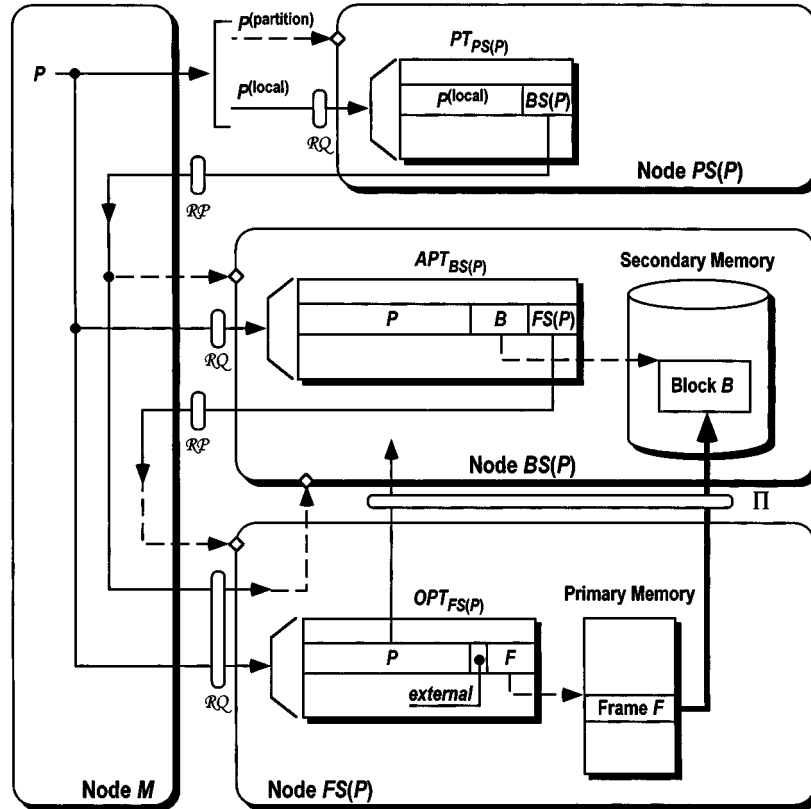 P
P(partition)
P(local)
RQ
PT_PS(P)
P(local) BS(P)
Node PS(P)
RP
APT_BS(P)
P B FS(P)
RQ
Secondary Memory
Block B
RP
Node BS(P)
Π
OPT_FS(P)
P F
external
RQ
Primary Memory
Frame F
Node M
Node FS(P)